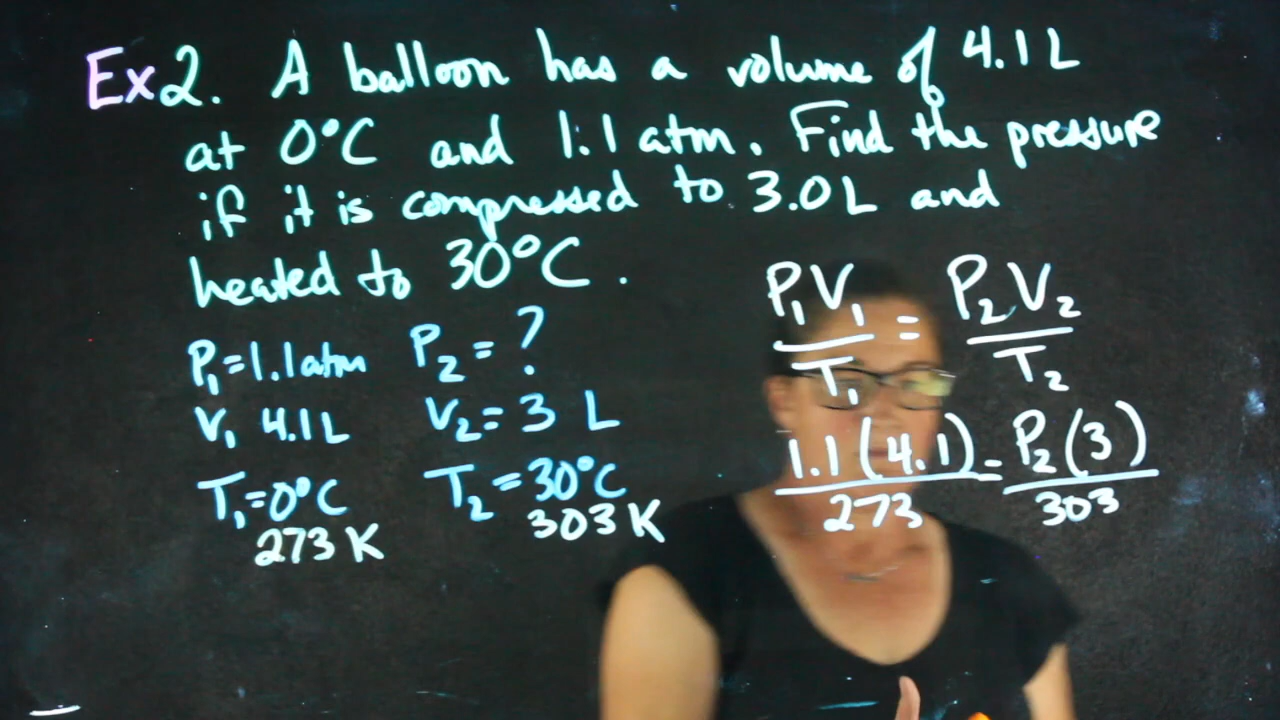 Ex 2. A balloon has a volume of 4.1 L
at 0°C and 1.1 atm. Find the pressure
if it is compressed to 3.0 L and
heated to 30°C.
P₁=1.1atm P₂=?
V₁ 4.1L V₂=3 L
T₁=0°C T₂=30°C
273 K 303 K
P₁V₁/T₁ = P₂V₂/T₂
1.1(4.1)/273 = P₂(3)/303